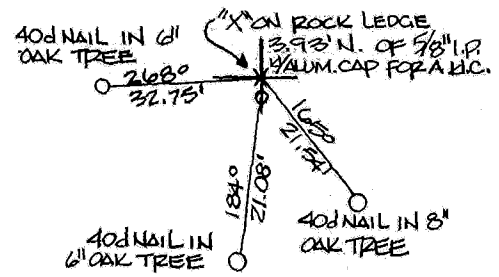 "X" ON ROCK LEDGE
3.93' N. OF 5/8" I.P.
W/ALUM. CAP FOR A W.C.
40d NAIL IN 6"
OAK TREE
268°
32.75'
165°
21.54'
184°
21.08'
40d NAIL IN 8"
OAK TREE
40d NAIL IN
6" OAK TREE